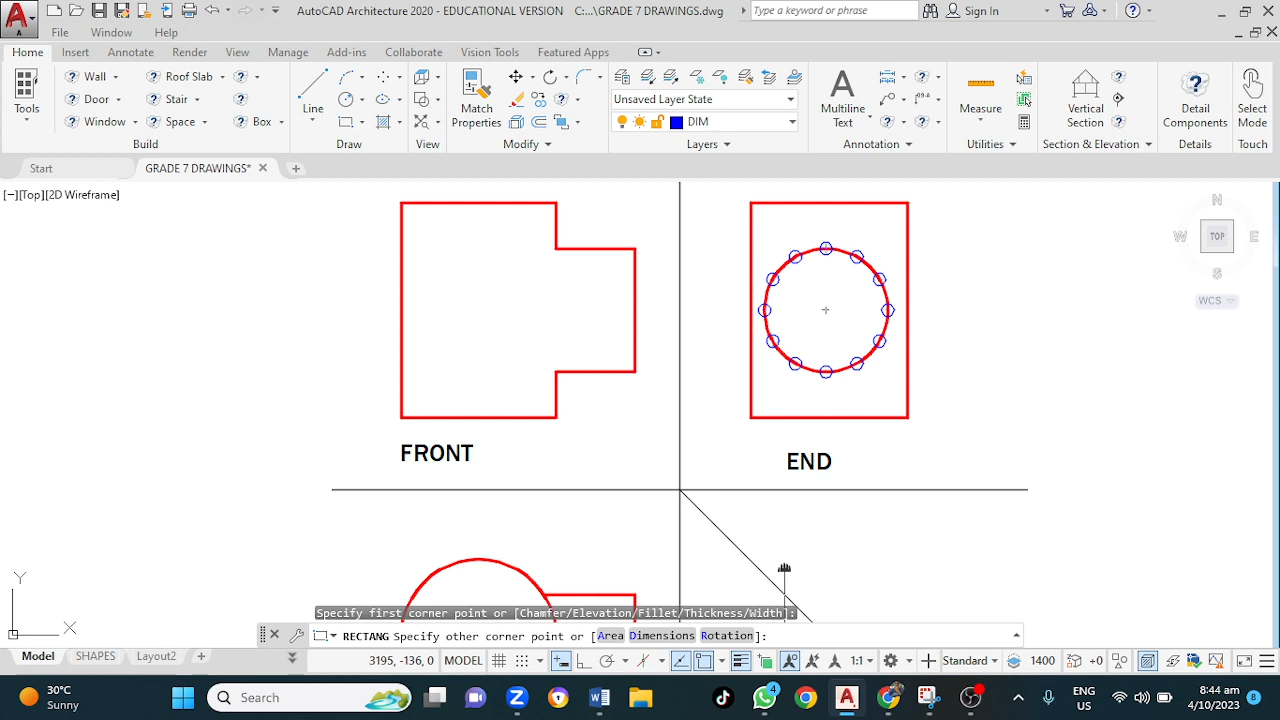 AutoCAD Architecture 2020 - EDUCATIONAL VERSION C:\...\GRADE 7 DRAWINGS.dwg Type a keyword or phrase Sign In
A
File Window Help
Home Insert Annotate Render View Manage Add-ins Collaborate Vision Tools Featured Apps
Wall Roof Slab
Door Stair
Window Space Box
Tools
Line
Match
Properties
Unsaved Layer State
DIM
Multiline
Text
Measure
Vertical
Section
Detail
Components
Select
Mode
Build Draw View Modify Layers Annotation Utilities Section & Elevation Details Touch
Start GRADE 7 DRAWINGS*
[−][Top][2D Wireframe]
N
W TOP E
S
WCS
FRONT
END
Y
X
Specify first corner point or [Chamfer/Elevation/Fillet/Thickness/Width]:
RECTANG Specify other corner point or [Area Dimensions Rotation]:
Model SHAPES Layout2 3195, -136, 0 MODEL 1:1 Standard 1400 +0
30°C
Sunny
Search
4
ENG
US
8:52 am
14 Oct 23
8